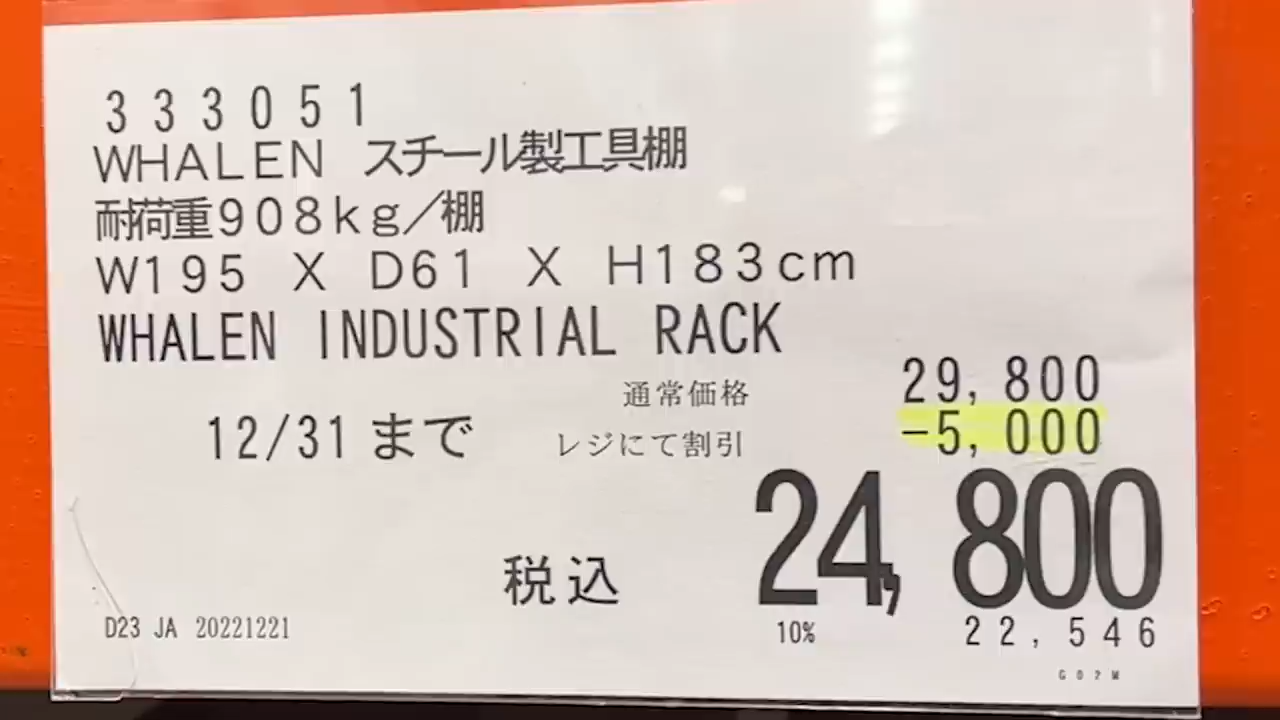 333051
WHALEN スチール製工具棚
耐荷重908kg/棚
W195 X D61 X H183cm
WHALEN INDUSTRIAL RACK
通常価格 29,800
12/31まで レジにて割引 -5,000
税込 24,800
D23 JA 20221221 10% 22,546
G02M